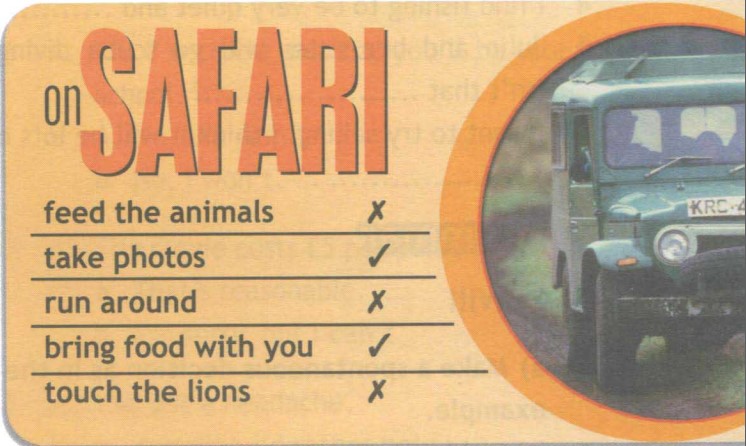 on SAFARI
feed the animals ✗
take photos ✓
run around ✗
bring food with you ✓
touch the lions ✗
KRC-4